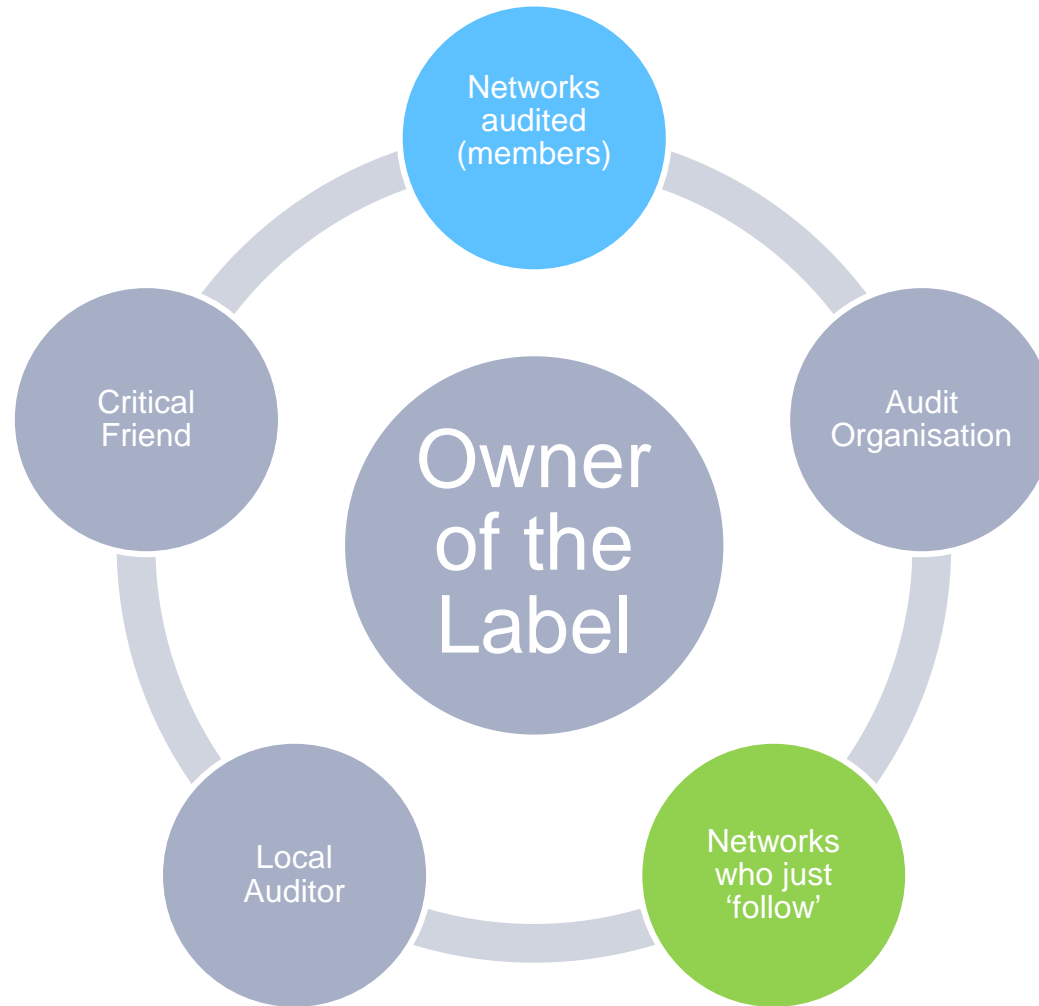 Networks
audited
(members)
Critical
Friend
Audit
Organisation
Owner
of the
Label
Local
Auditor
Networks
who just
‘follow’